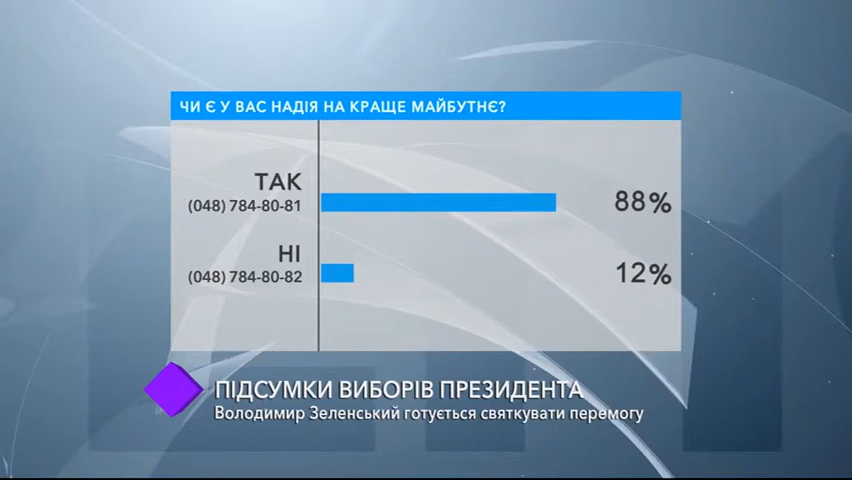 ЧИ Є У ВАС НАДІЯ НА КРАЩЕ МАЙБУТНЄ?
ТАК
(048) 784-80-81
88%
НІ
(048) 784-80-82
12%
ПІДСУМКИ ВИБОРІВ ПРЕЗИДЕНТА
Володимир Зеленський готується святкувати перемогу